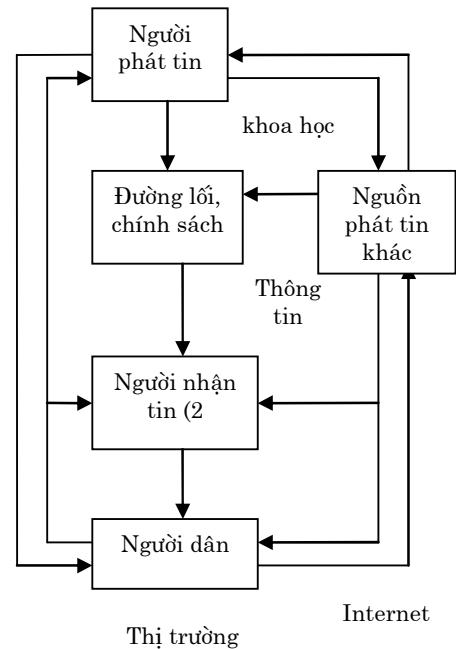 Người
phát tin
khoa học
Đường lối,
chính sách
Nguồn
phát tin
khác
Thông
tin
Người nhận
tin (2
Người dân
Internet
Thị trường